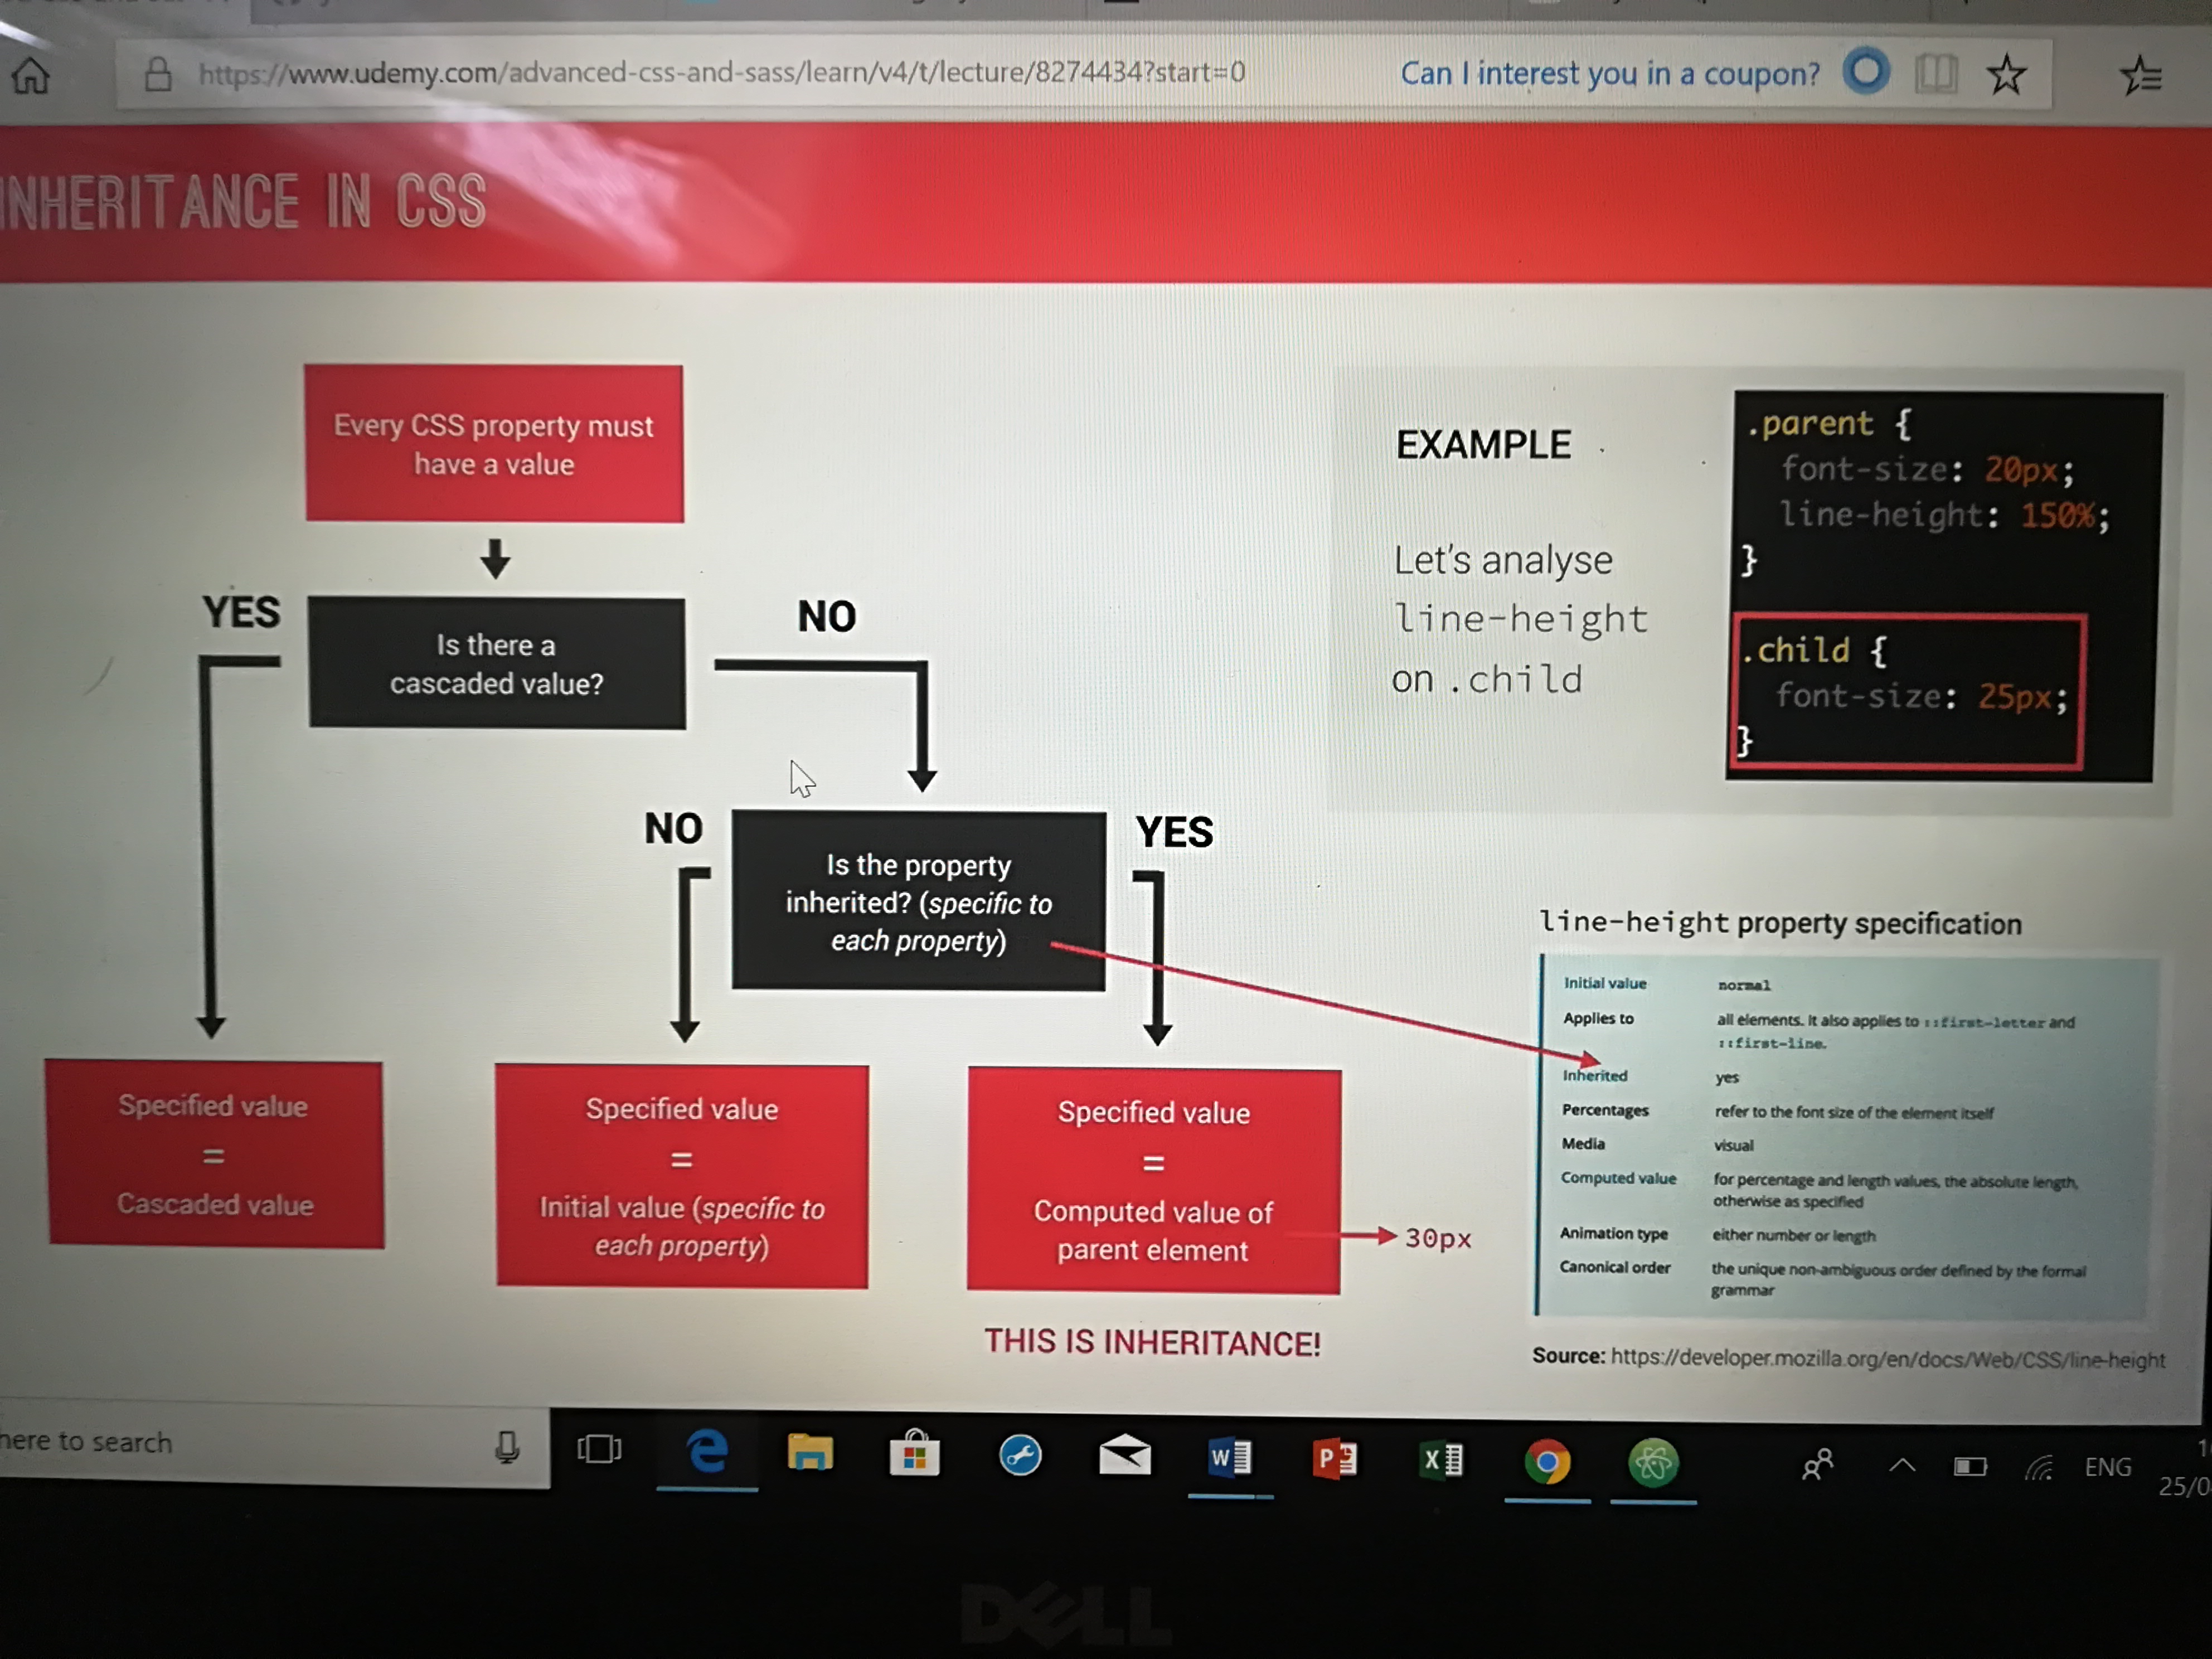 https://www.udemy.com/advanced-css-and-sass/learn/v4/t/lecture/8274434?start=0
Can I interest you in a coupon?
INHERITANCE IN CSS
Every CSS property must
have a value
YES
Is there a
cascaded value?
NO
NO
Is the property
inherited? (specific to
each property)
YES
Specified value
=
Cascaded value
Specified value
=
Initial value (specific to
each property)
Specified value
=
Computed value of
parent element
30px
THIS IS INHERITANCE!
EXAMPLE
Let's analyse
line-height
on .child
.parent {
font-size: 20px;
line-height: 150%;
}
.child {
font-size: 25px;
}
line-height property specification
Initial value normal
Applies to all elements. It also applies to ::first-letter and
::first-line.
Inherited yes
Percentages refer to the font size of the element itself
Media visual
Computed value for percentage and length values, the absolute length,
otherwise as specified
Animation type either number or length
Canonical order the unique non-ambiguous order defined by the formal
grammar
Source: https://developer.mozilla.org/en/docs/Web/CSS/line-height
here to search
W
P
X
ENG
25/0
DELL